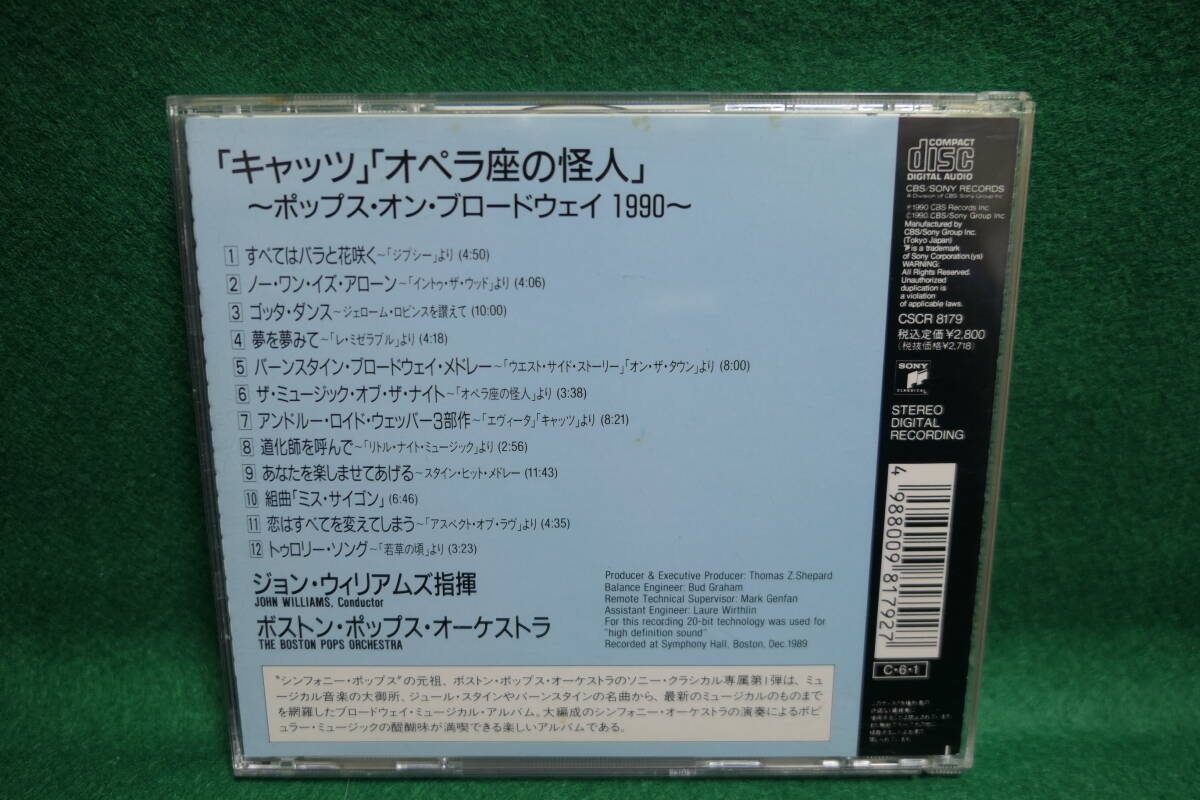 「キャッツ」「オペラ座の怪人」
～ポップス・オン・ブロードウェイ 1990～
1 すべてはバラと花咲く～「ジプシー」より (4:50)
2 ノー・ワン・イズ・アローン～「イントゥ・ザ・ウッド」より (4:06)
3 ゴッタ・ダンス～ジェローム・ロビンスを讃えて (10:00)
4 夢を夢みて～「レ・ミゼラブル」より (4:18)
5 バーンスタイン・ブロードウェイ・メドレー～「ウエスト・サイド・ストーリー」「オン・ザ・タウン」より (8:00)
6 ザ・ミュージック・オブ・ザ・ナイト～「オペラ座の怪人」より (3:38)
7 アンドルー・ロイド・ウェッバー3部作～「エヴィータ」「キャッツ」より (8:21)
8 道化師を呼んで～「リトル・ナイト・ミュージック」より (2:56)
9 あなたを楽しませてあげる～スタイン・ヒット・メドレー (11:43)
10 組曲「ミス・サイゴン」 (6:46)
11 恋はすべてを変えてしまう～「アスペクト・オブ・ラヴ」より (4:35)
12 トゥロリー・ソング～「若草の頃」より (3:23)
ジョン・ウィリアムズ指揮
JOHN WILLIAMS, Conductor
ボストン・ポップス・オーケストラ
THE BOSTON POPS ORCHESTRA
Producer & Executive Producer: Thomas Z.Shepard
Balance Engineer: Bud Graham
Remote Technical Supervisor: Mark Genfan
Assistant Engineer: Laure Wirthlin
For this recording 20-bit technology was used for
"high definition sound"
Recorded at Symphony Hall, Boston, Dec.1989
"シンフォニー・ポップス"の元祖、ボストン・ポップス・オーケストラのソニー・クラシカル専属第1弾は、ミュ
ージカル音楽の大御所、ジュール・スタインやバーンスタインの名曲から、最新のミュージカルのものまで
を網羅したブロードウェイ・ミュージカル・アルバム。大編成のシンフォニー・オーケストラの演奏によるポピ
ュラー・ミュージックの醍醐味が満喫できる楽しいアルバムである。
COMPACT
disc
DIGITAL AUDIO
CBS/SONY RECORDS
A Division of CBS/Sony Group Inc.
℗1990 CBS Records Inc.
©1990 CBS/Sony Group Inc.
Manufactured by
CBS/Sony Group Inc.
(Tokyo Japan)
is a trademark
of Sony Corporation.(ys)
WARNING:
All Rights Reserved.
Unauthorized
duplication is
a violation
of applicable laws.
CSCR 8179
税込定価¥2,800
(税抜価格¥2,718)
SONY
CLASSICAL
STEREO
DIGITAL
RECORDING
4 988009 817927
C・6・1